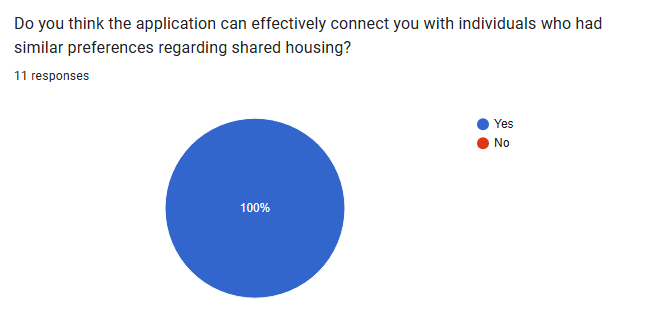 Do you think the application can effectively connect you with individuals who had
similar preferences regarding shared housing?
11 responses
Yes
No
100%